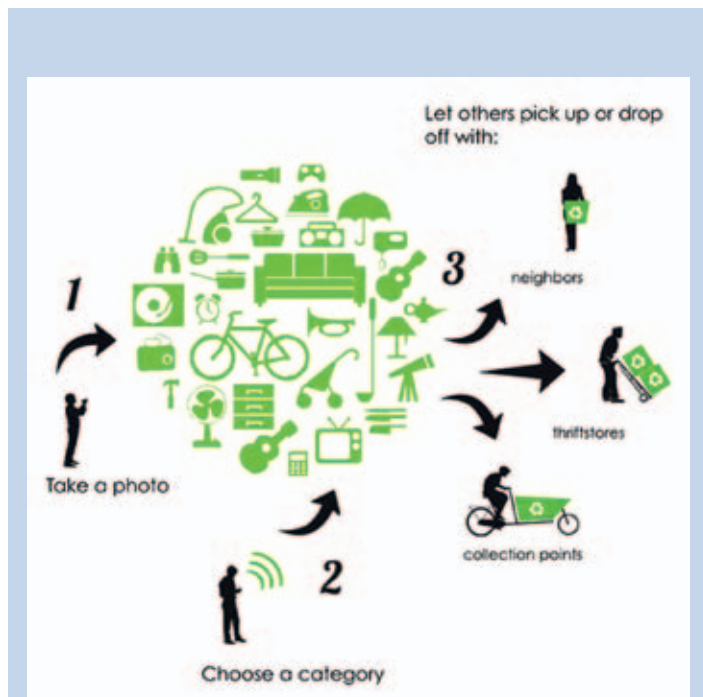 Let others pick up or drop
off with:
neighbors
3
1
thriftstores
Take a photo
collection points
2
Choose a category